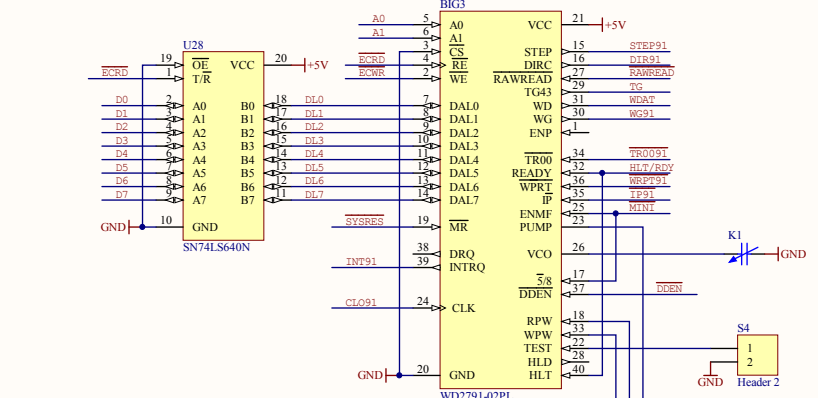 BIG3
A0 5 A0 VCC 21 +5V
A1 6 A1
3 CS
U28
STEP 15 STEP91
19 OE VCC 20 +5V
ECRD 4 RE DIRC 16 DIR91
ECRD 1 T/R
ECWR 2 WE RAWREAD 27 RAWREAD
TG43 29 TG
D0 2 A0 B0 18 DL0 7 DAL0 WD 31 WDAT
D1 3 A1 B1 17 DL1 8 DAL1 WG 30 WG91
D2 4 A2 B2 16 DL2 9 DAL2 ENP 1
D3 5 A3 B3 15 DL3 10 DAL3
D4 6 A4 B4 14 DL4 11 DAL4 TR00 34 TR0091
D5 7 A5 B5 13 DL5 12 DAL5 READY 32 HLT/RDY
D6 8 A6 B6 12 DL6 13 DAL6 WPRT 36 WRPT91
D7 9 A7 B7 11 DL7 14 DAL7 IP 35 IP91
ENMF 25 MINI
GND 10 GND
SYSRES 19 MR PUMP 23
SN74LS640N
K1
38 DRQ VCO 26 GND
INT91 39 INTRQ
5/8 17
DDEN 37 DDEN
CLO91 24 CLK
RPW 18
S4
WPW 33
TEST 22 1
HLD 28 2
GND 20 GND HLT 40
GND Header 2
WD2791-02PL